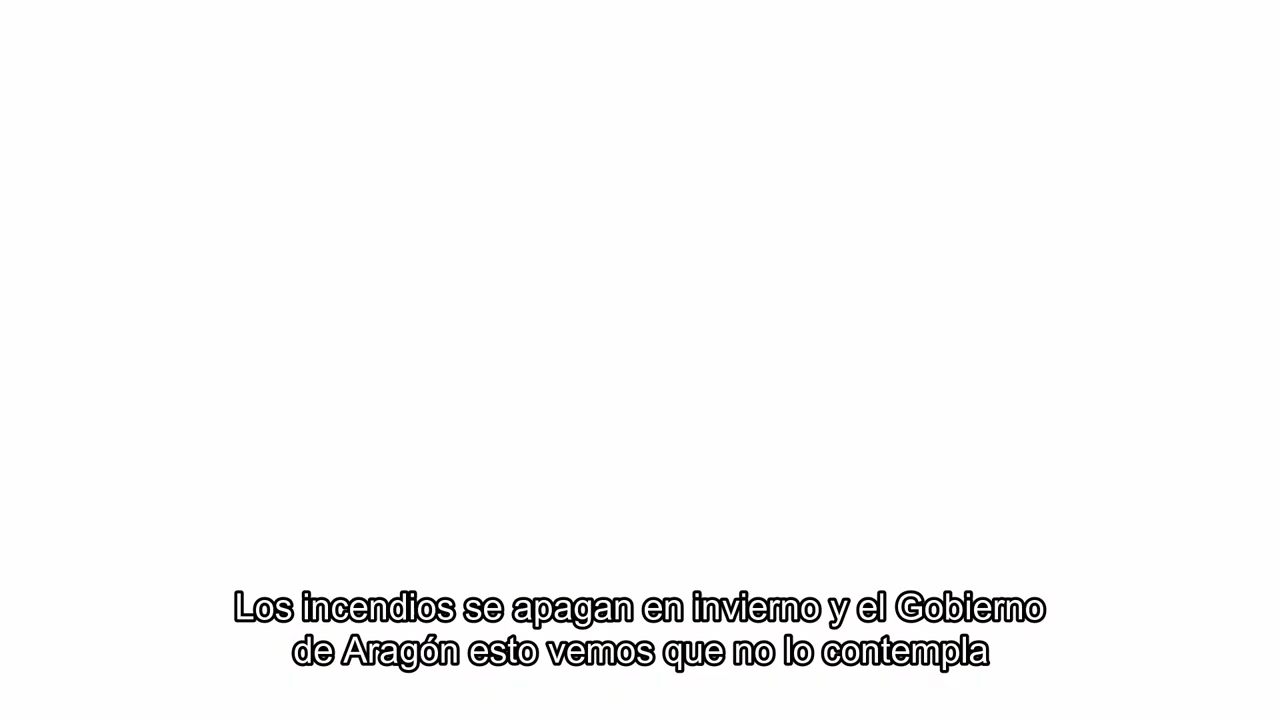 Los incendios se apagan en invierno y el Gobierno
de Aragón esto vemos que no lo contempla